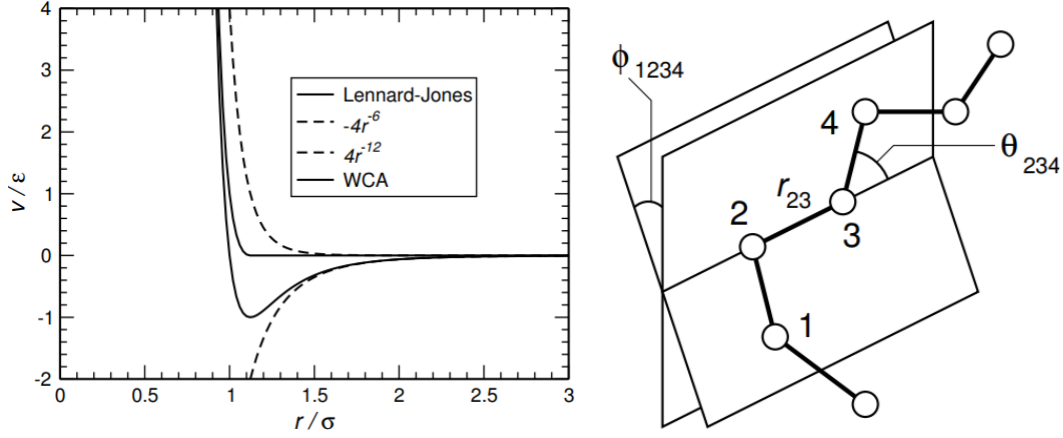 4
3
2
1
0
-1
-2
v/ε
0
0.5
1
1.5
2
2.5
3
r/σ
Lennard-Jones
-4r⁻⁶
4r⁻¹²
WCA
ϕ₁₂₃₄
4
θ₂₃₄
r₂₃
2
3
1